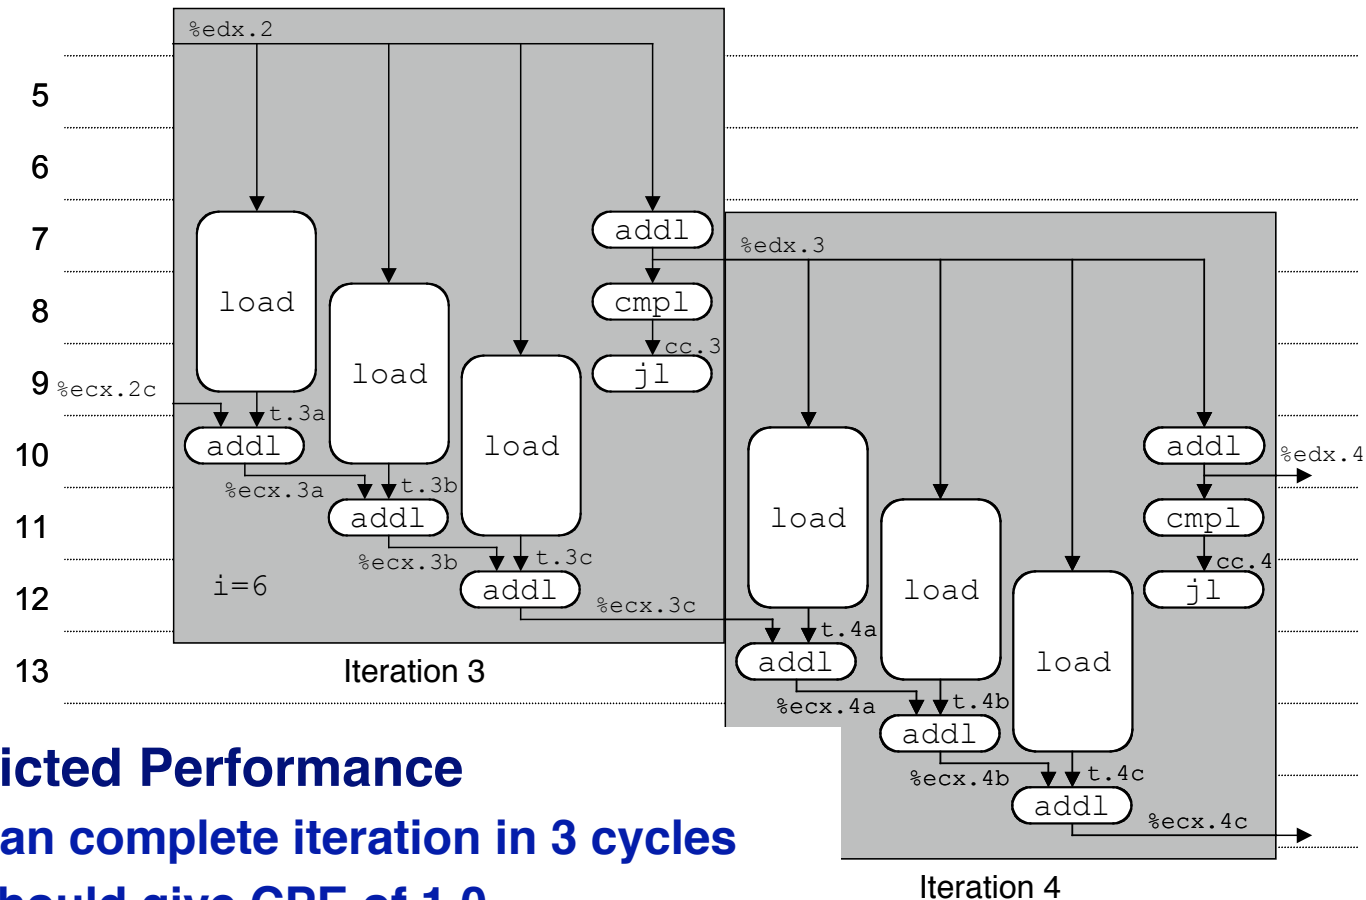 %edx.2
5
6
7
8
9
10
11
12
13
load
load
load
addl
cmpl
cc.3
jl
%ecx.2c
t.3a
addl
%ecx.3a
t.3b
addl
%ecx.3b
t.3c
addl
%ecx.3c
i=6
Iteration 3
%edx.3
load
load
load
addl
%edx.4
cmpl
cc.4
jl
t.4a
addl
%ecx.4a
t.4b
addl
%ecx.4b
t.4c
addl
%ecx.4c
Iteration 4
icted Performance
an complete iteration in 3 cycles